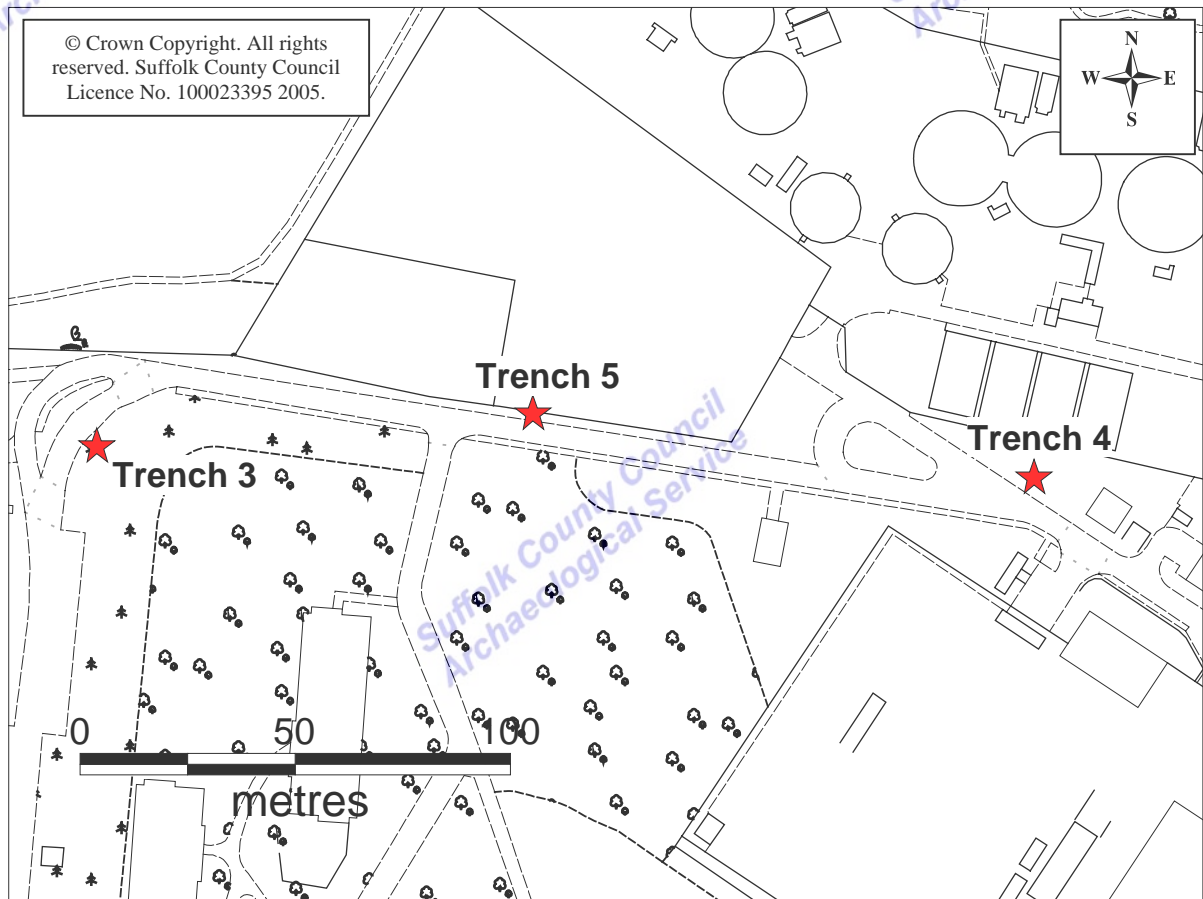 © Crown Copyright. All rights
reserved. Suffolk County Council
Licence No. 100023395 2005.
N
W E
S
Trench 5
Trench 4
Trench 3
Suffolk County Council
Archaeological Service
0 50 100
metres